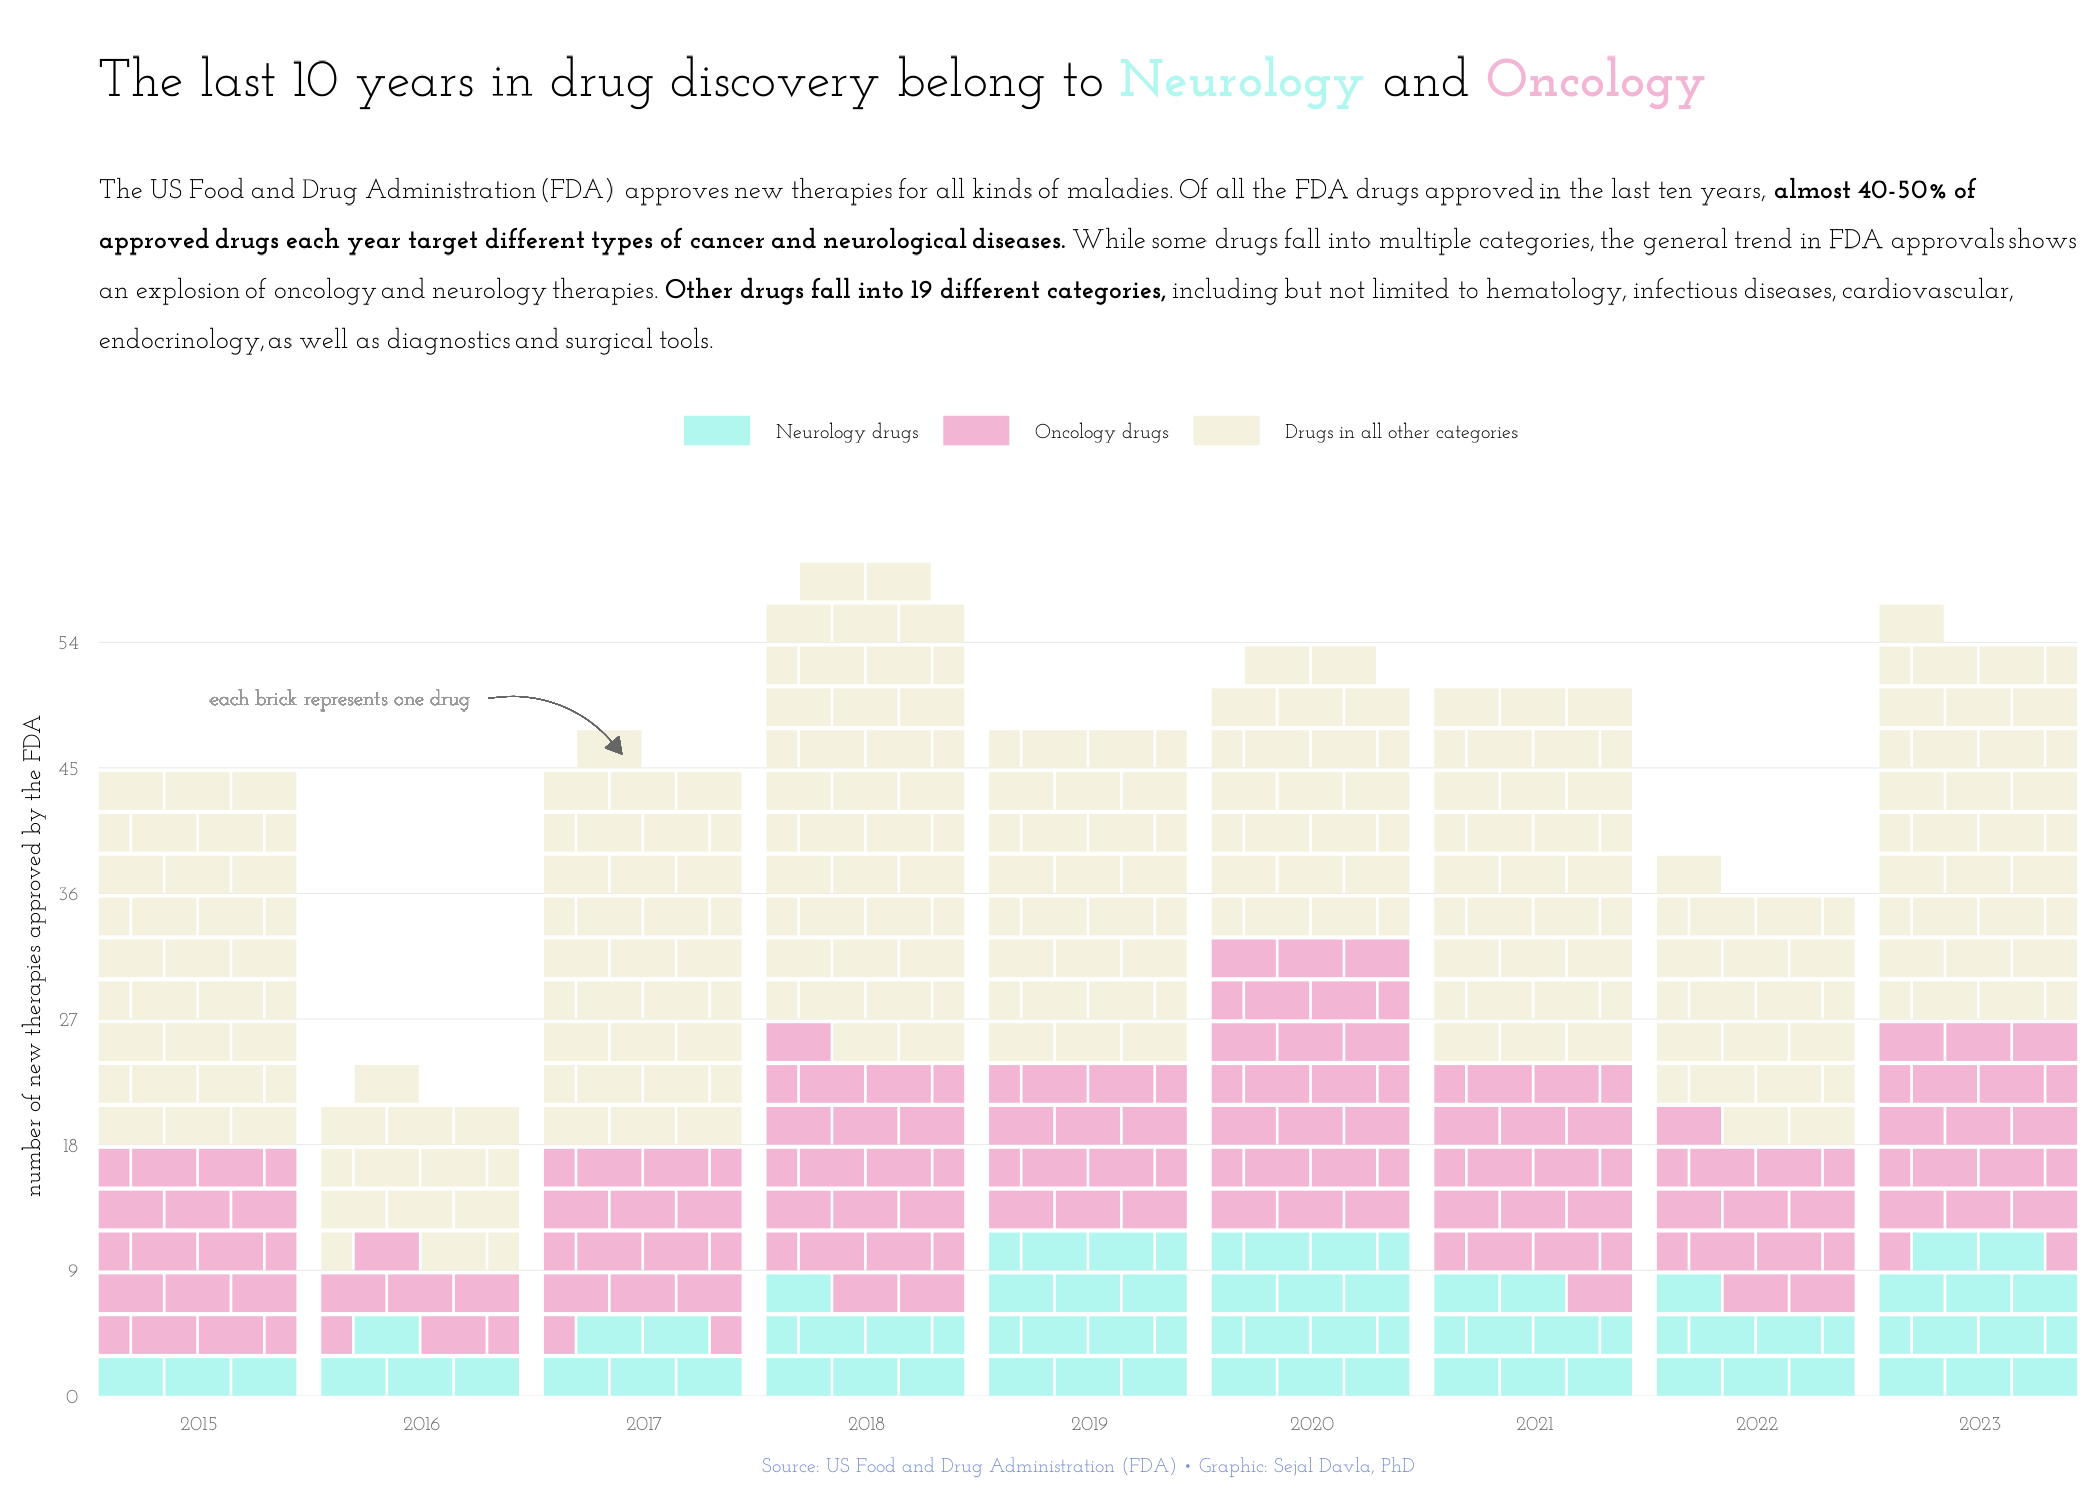 The last 10 years in drug discovery belong to Neurology and Oncology
The US Food and Drug Administration (FDA) approves new therapies for all kinds of maladies. Of all the FDA drugs approved in the last ten years, almost 40-50% of
approved drugs each year target different types of cancer and neurological diseases. While some drugs fall into multiple categories, the general trend in FDA approvals shows
an explosion of oncology and neurology therapies. Other drugs fall into 19 different categories, including but not limited to hematology, infectious diseases, cardiovascular,
endocrinology, as well as diagnostics and surgical tools.
Neurology drugs
Oncology drugs
Drugs in all other categories
number of new therapies approved by the FDA
54
45
36
27
18
9
0
each brick represents one drug
2015
2016
2017
2018
2019
2020
2021
2022
2023
Source: US Food and Drug Administration (FDA) • Graphic: Sejal Davla, PhD